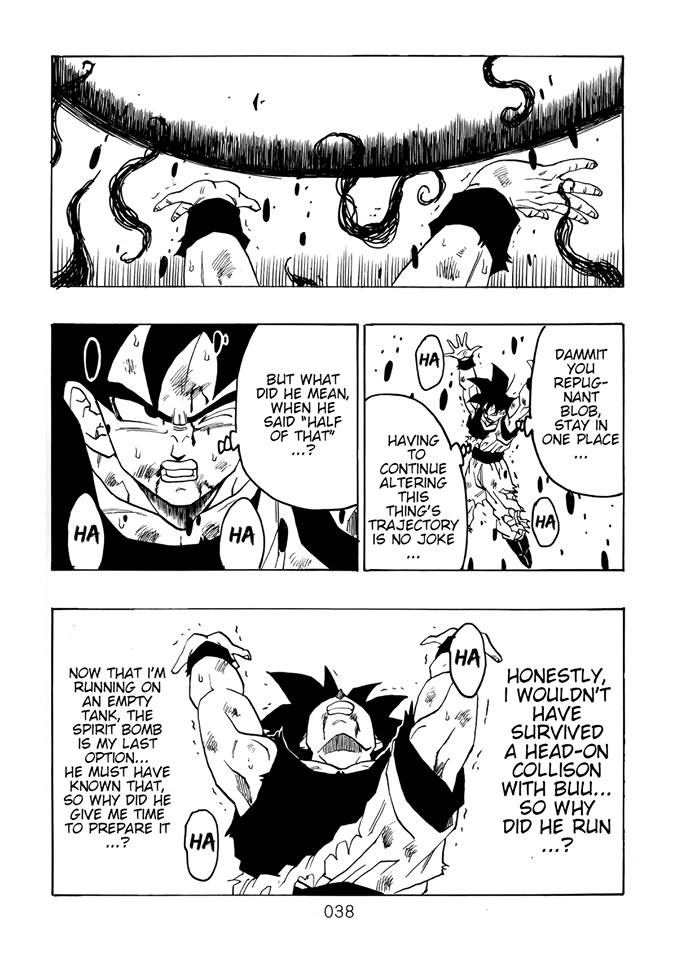 DAMMIT
YOU
REPUG-
NANT
BLOB,
STAY IN
ONE PLACE
...
HA
HAVING
TO
CONTINUE
ALTERING
THIS
THING'S
TRAJECTORY
IS NO JOKE
...
HA
BUT WHAT
DID HE MEAN,
WHEN HE
SAID "HALF
OF THAT"
...?
HA
HA
HONESTLY,
I WOULDN'T
HAVE
SURVIVED
A HEAD-ON
COLLISON
WITH BUU...
SO WHY
DID HE RUN
...?
HA
NOW THAT I'M
RUNNING ON
AN EMPTY
TANK, THE
SPIRIT BOMB
IS MY LAST
OPTION...
HE MUST HAVE
KNOWN THAT,
SO WHY DID HE
GIVE ME TIME
TO PREPARE IT
...?
HA
038